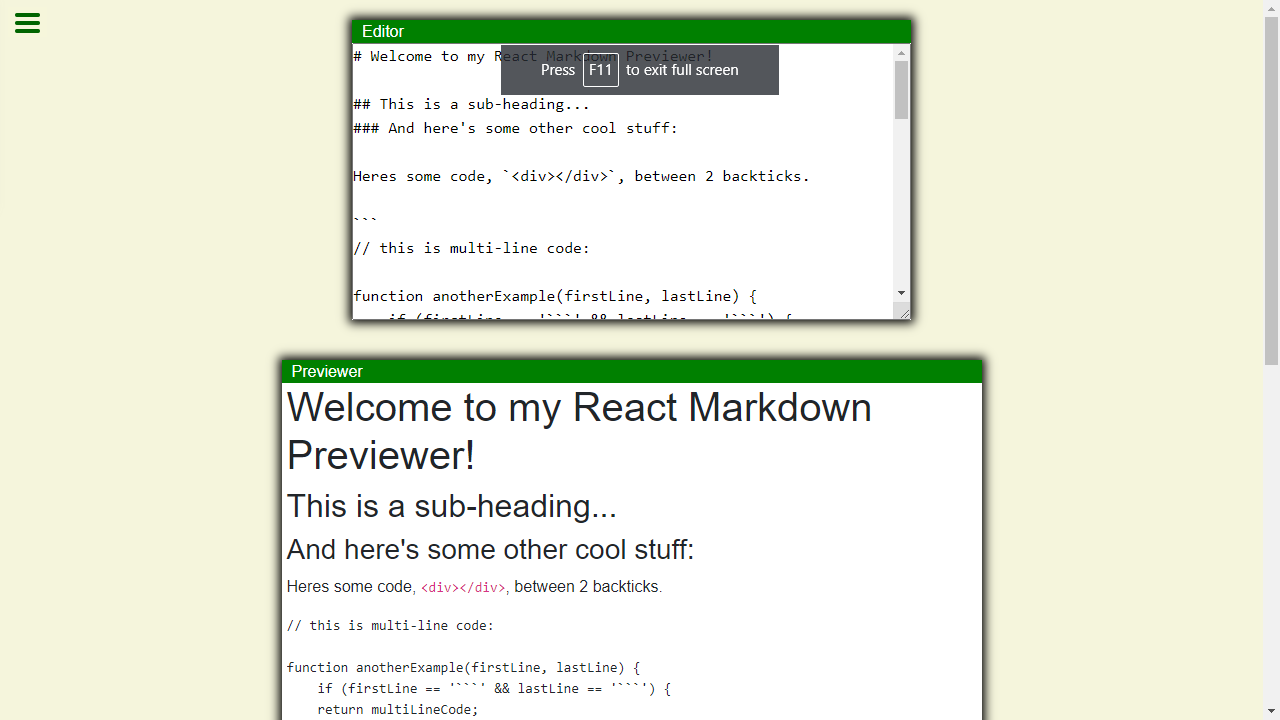 Editor
# Welcome to my React Markdown Previewer!
Press F11 to exit full screen
## This is a sub-heading...
### And here's some other cool stuff:
Heres some code, `<div></div>`, between 2 backticks.
```
// this is multi-line code:
function anotherExample(firstLine, lastLine) {
if (firstLine == '```' && lastLine == '```') {
Previewer
Welcome to my React Markdown
Previewer!
This is a sub-heading...
And here's some other cool stuff:
Heres some code, <div></div>, between 2 backticks.
// this is multi-line code:
function anotherExample(firstLine, lastLine) {
if (firstLine == '```' && lastLine == '```') {
return multiLineCode;